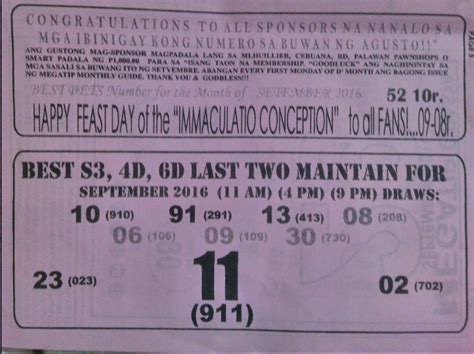 CONGRATULATIONS TO ALL SPONSORS NA NANALO SA
MGA IBINIGAY KONG NUMERO SA BUWAN NG AGUSTO!!"
ANG GUSTONG MAG-SPONSOR MAGPADALA LANG SA MLHUILLIER, CEBUANA, RD, PALAWAN PAWNSHOPS O
SMART PADALA NG P1,000.00 PARA SA "ISANG TAON NA MEMBERSHIP. "GOODLUCK" ANG NAGHIHINTAY SA
MGA SASALI SA BUWANG ITO NG SETYEMBRE. ABANGAN EVERY FIRST MONDAY OF D' MONTH ANG BAGONG ISSUE
NG MEGATIF MONTHLY GUIDE. THANK YOU & GODBLESS!!!
BEST BETS Number for the Month of SETEMBER 2016: 52 10r.
HAPPY FEAST DAY of the "IMMACULATIO CONCEPTION" to all FANS!....09-08r.
BEST S3, 4D, 6D LAST TWO MAINTAIN FOR
SEPTEMBER 2016 (11 AM) (4 PM) (9 PM) DRAWS:
10 (910) 91 (291) 13 (413) 08 (208)
06 (106) 09 (109) 30 (730)
23 (023) 11 02 (702)
(911)